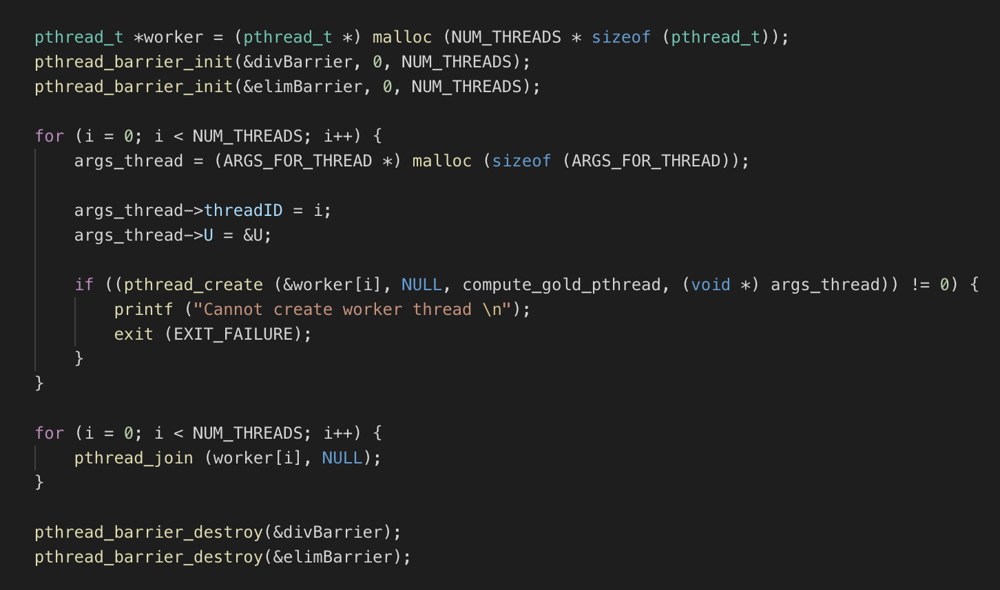 pthread_t *worker = (pthread_t *) malloc (NUM_THREADS * sizeof (pthread_t));
pthread_barrier_init(&divBarrier, 0, NUM_THREADS);
pthread_barrier_init(&elimBarrier, 0, NUM_THREADS);

for (i = 0; i < NUM_THREADS; i++) {
    args_thread = (ARGS_FOR_THREAD *) malloc (sizeof (ARGS_FOR_THREAD));

    args_thread->threadID = i;
    args_thread->U = &U;

    if ((pthread_create (&worker[i], NULL, compute_gold_pthread, (void *) args_thread)) != 0) {
        printf ("Cannot create worker thread \n");
        exit (EXIT_FAILURE);
    }
}

for (i = 0; i < NUM_THREADS; i++) {
    pthread_join (worker[i], NULL);
}

pthread_barrier_destroy(&divBarrier);
pthread_barrier_destroy(&elimBarrier);